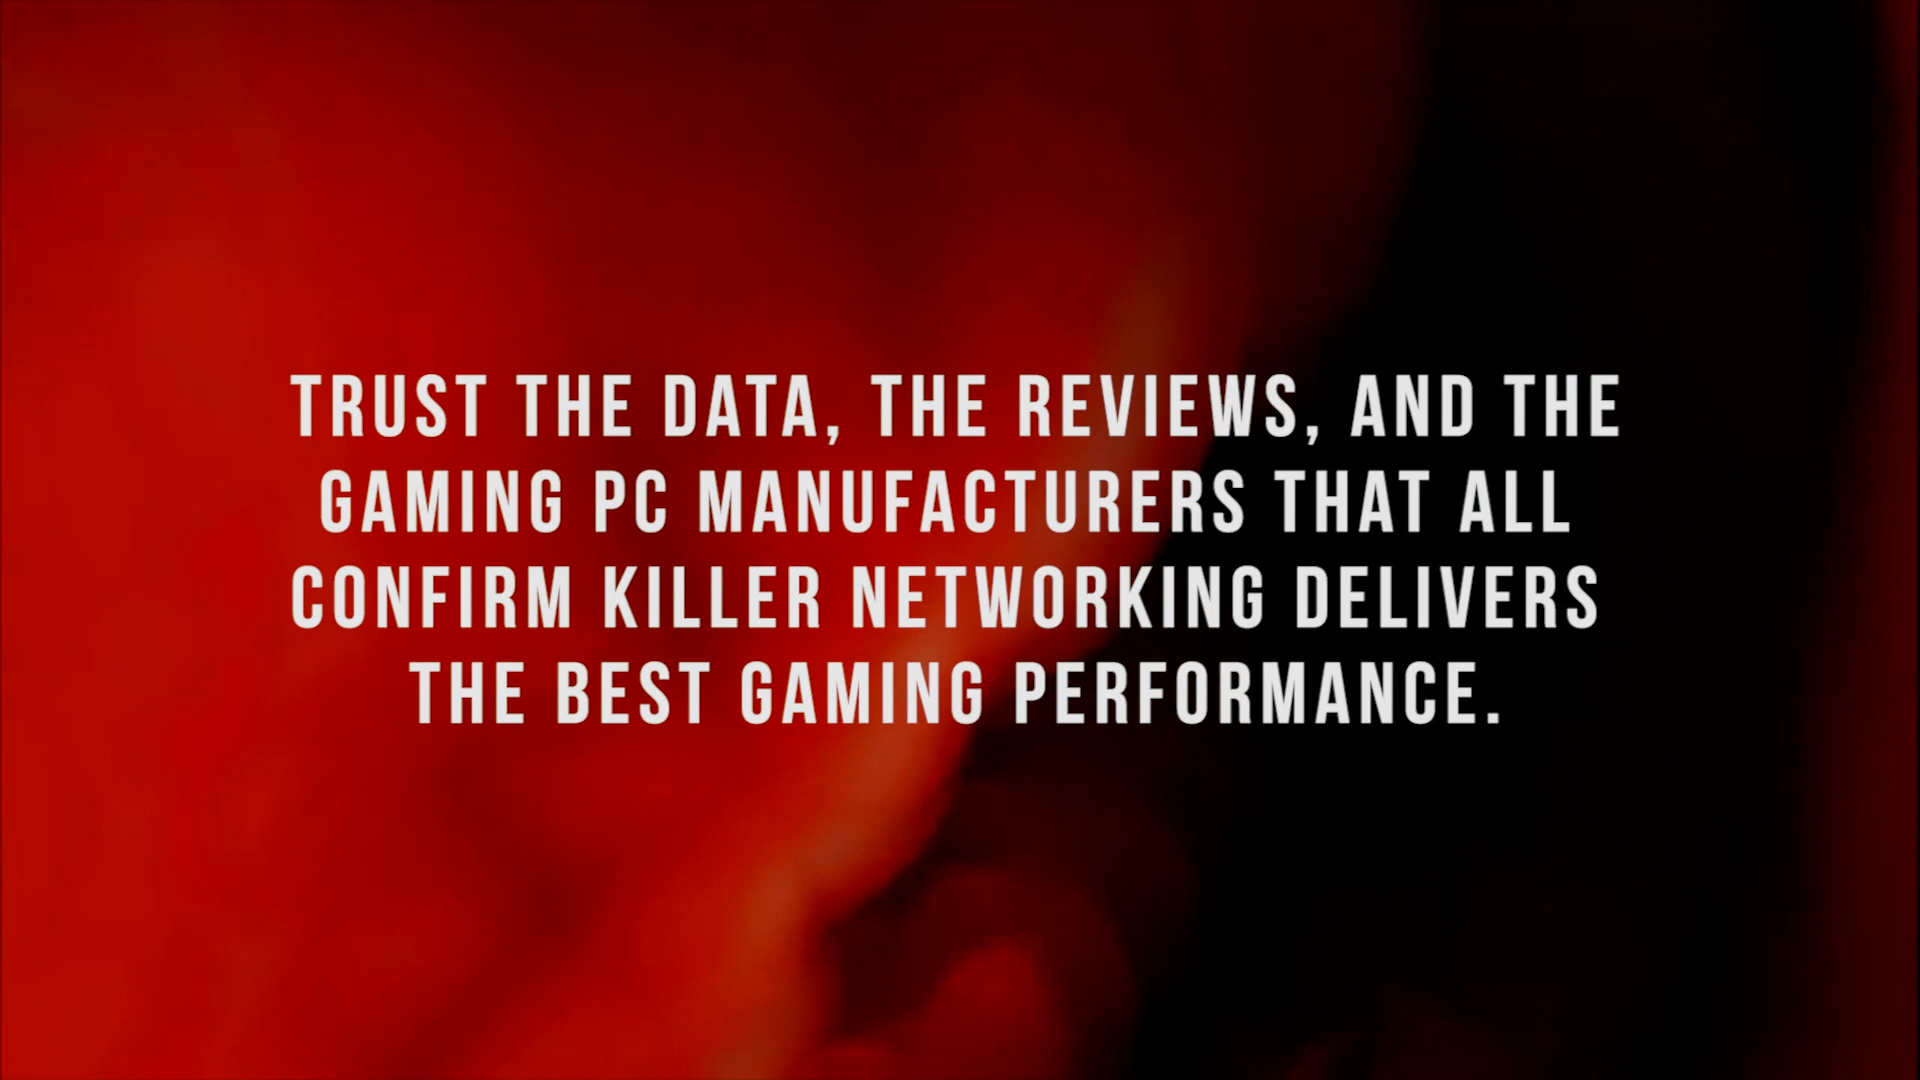 TRUST THE DATA, THE REVIEWS, AND THE
GAMING PC MANUFACTURERS THAT ALL
CONFIRM KILLER NETWORKING DELIVERS
THE BEST GAMING PERFORMANCE.